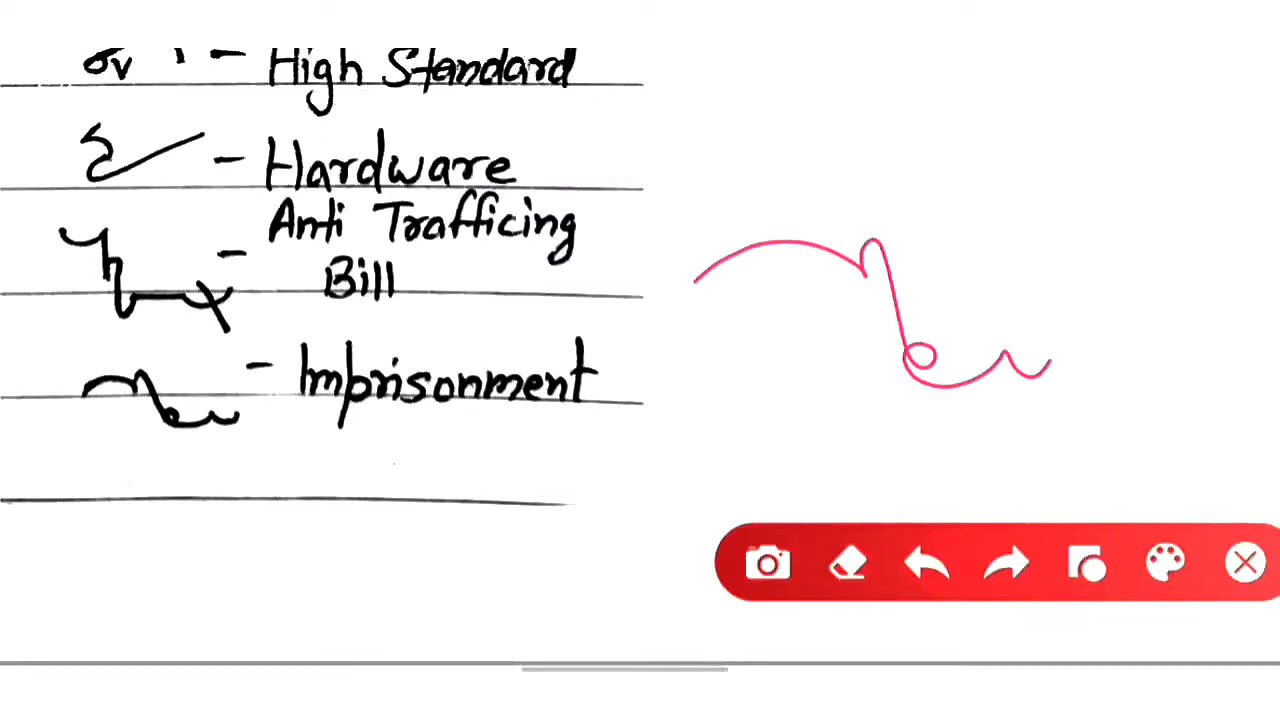 - High Standard
- Hardware
- Anti Trafficing
Bill
- Imprisonment